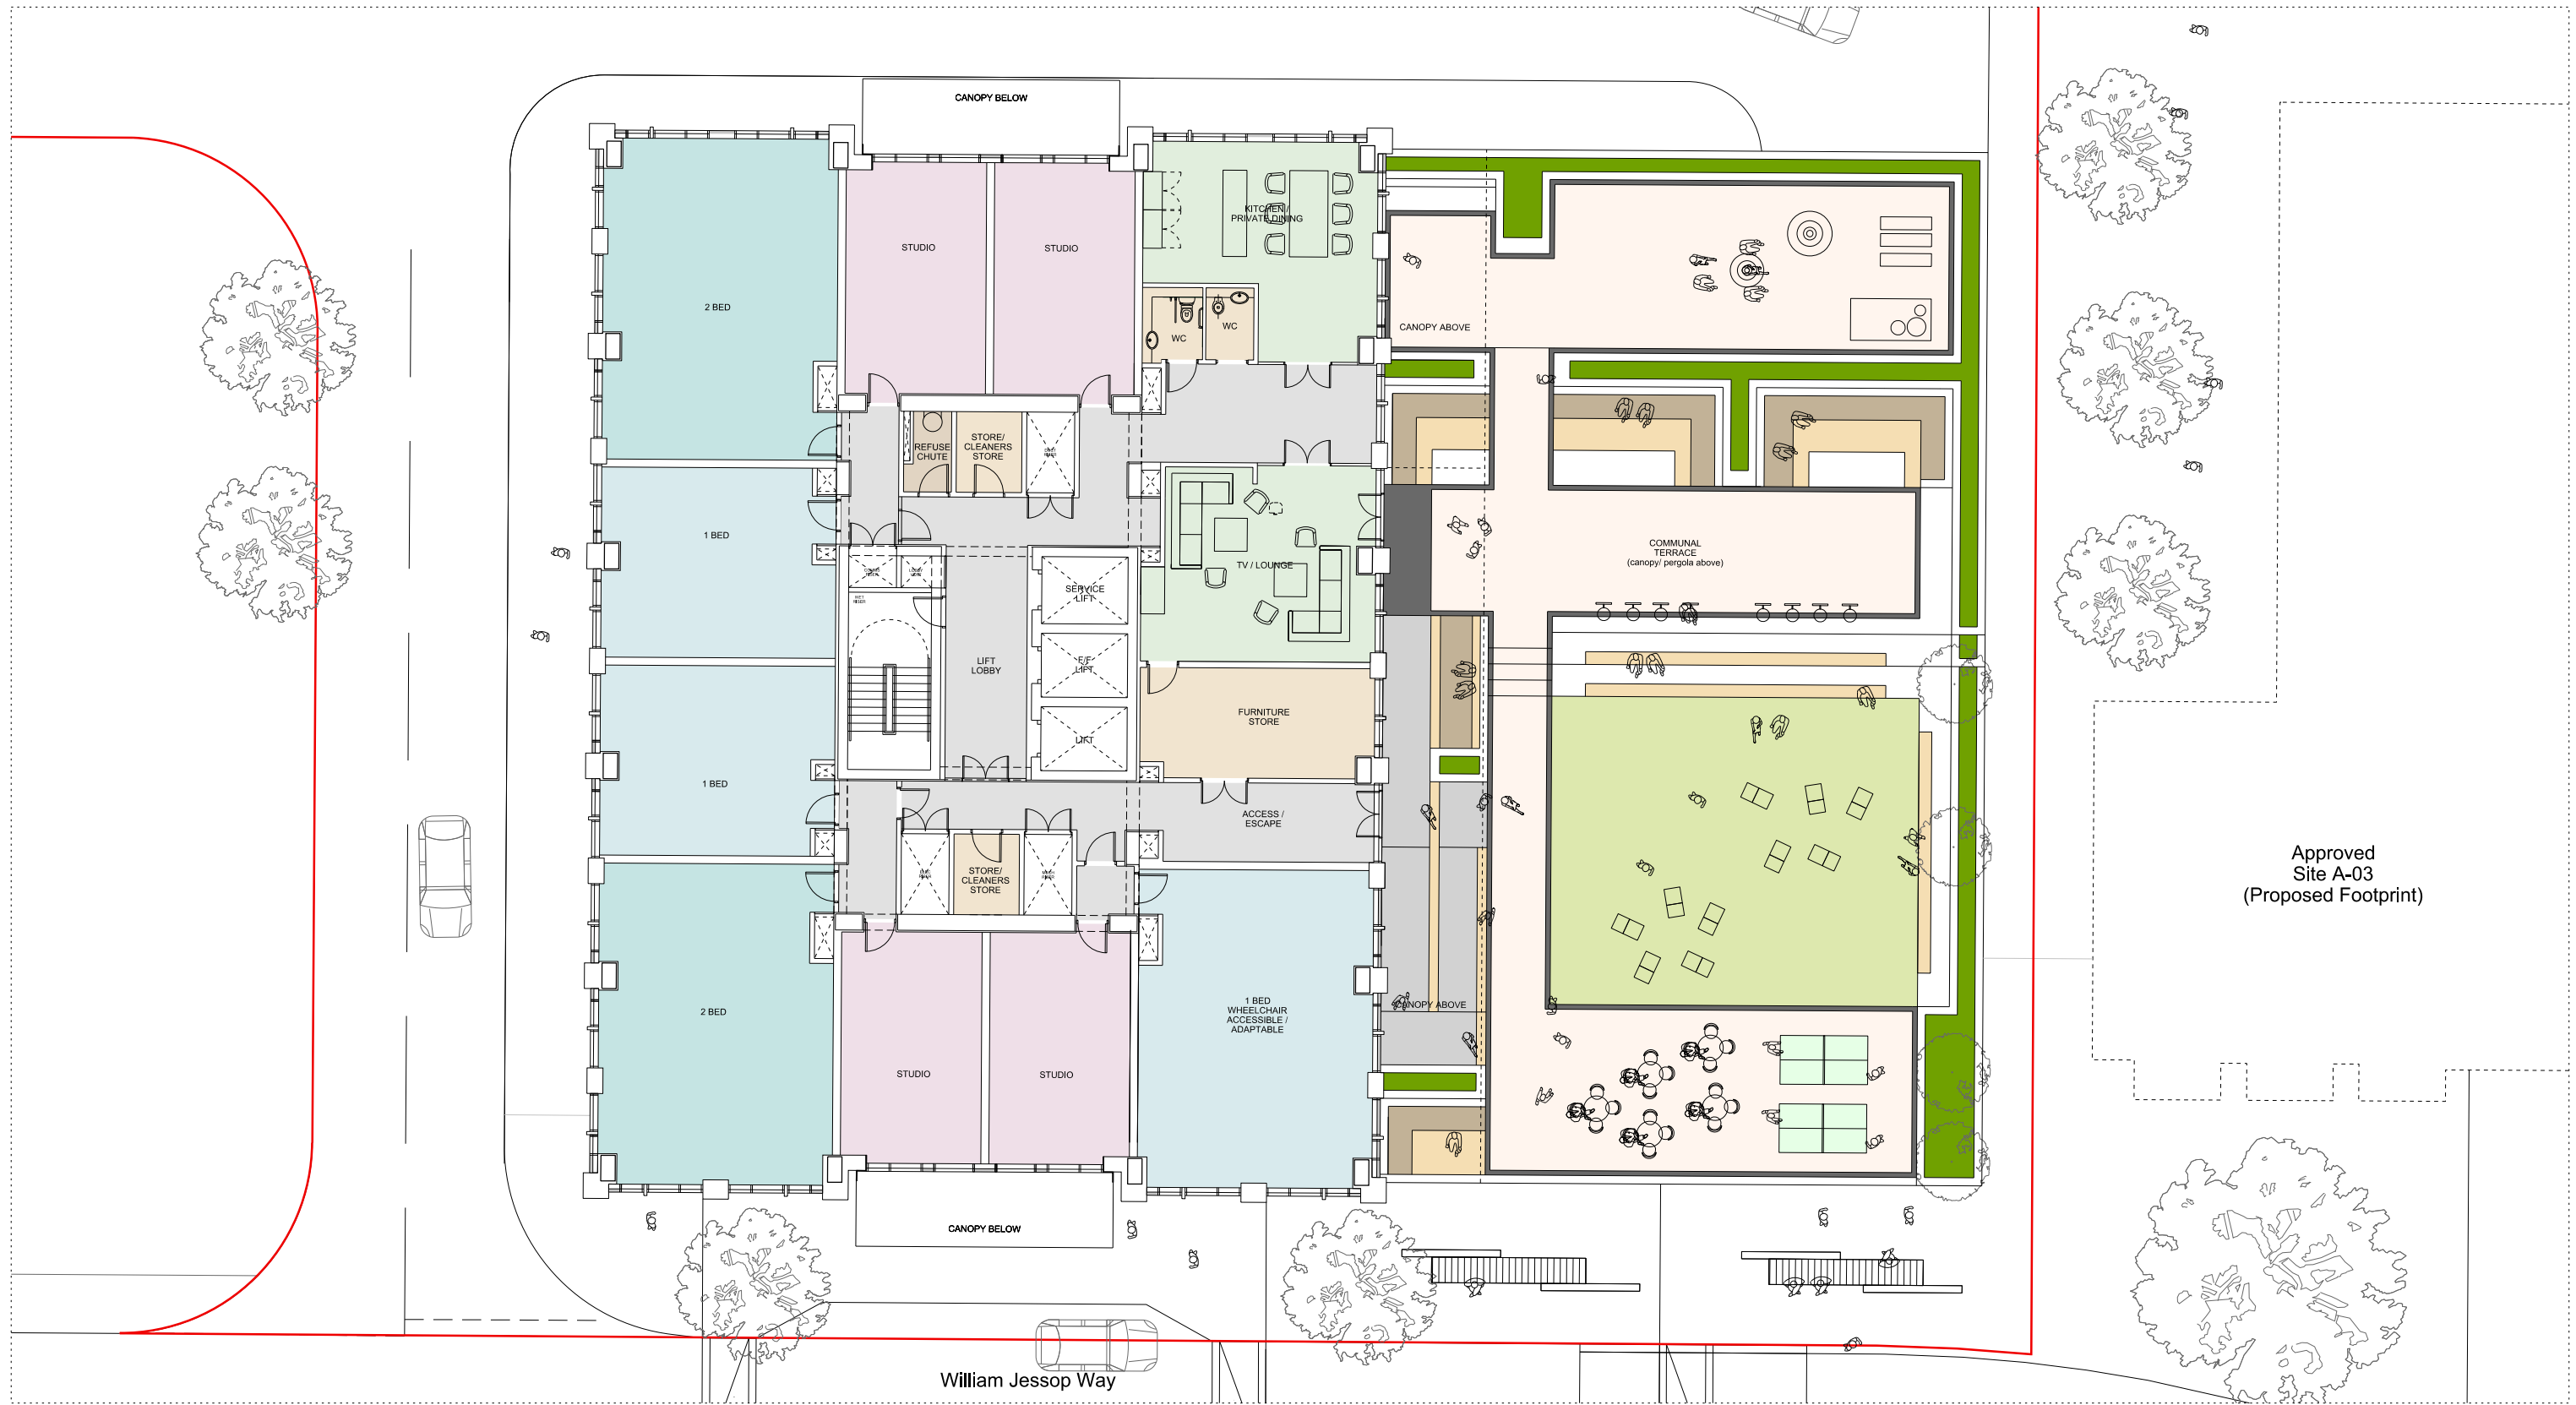 CANOPY BELOW
STUDIO
STUDIO
KITCHEN /
PRIVATE DINING
2 BED
WC
WC
CANOPY ABOVE
REFUSE
CHUTE
STORE/
CLEANERS
STORE
1 BED
COMMUNAL
TERRACE
(canopy/ pergola above)
TV / LOUNGE
SERVICE
LIFT
WET
RISER
LIFT
LOBBY
F/F
LIFT
FURNITURE
STORE
LIFT
1 BED
ACCESS /
ESCAPE
STORE/
CLEANERS
STORE
Approved
Site A-03
(Proposed Footprint)
2 BED
1 BED
WHEELCHAIR
ACCESSIBLE /
ADAPTABLE
CANOPY ABOVE
STUDIO
STUDIO
CANOPY BELOW
William Jessop Way